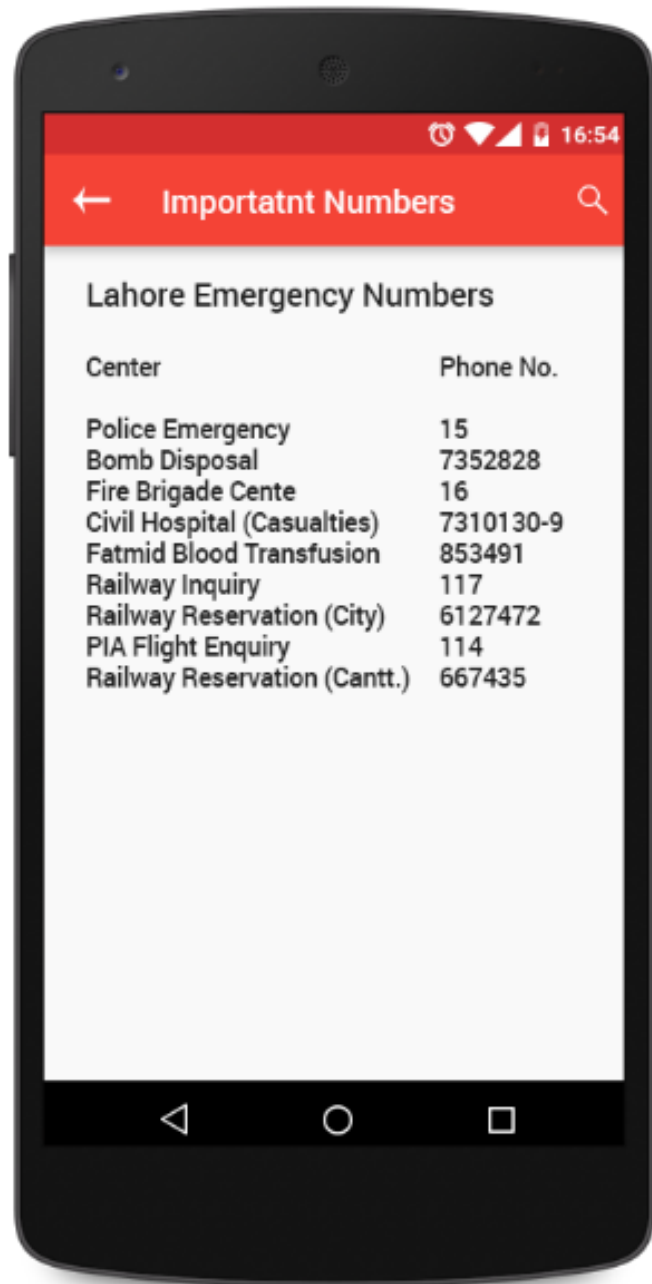 16:54
Importatnt Numbers
Lahore Emergency Numbers
Center Phone No.
Police Emergency 15
Bomb Disposal 7352828
Fire Brigade Cente 16
Civil Hospital (Casualties) 7310130-9
Fatmid Blood Transfusion 853491
Railway Inquiry 117
Railway Reservation (City) 6127472
PIA Flight Enquiry 114
Railway Reservation (Cantt.) 667435